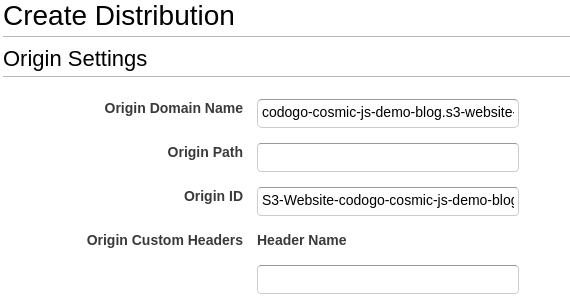 Create Distribution
Origin Settings
Origin Domain Name codogo-cosmic-js-demo-blog.s3-website-
Origin Path
Origin ID S3-Website-codogo-cosmic-js-demo-blog
Origin Custom Headers Header Name